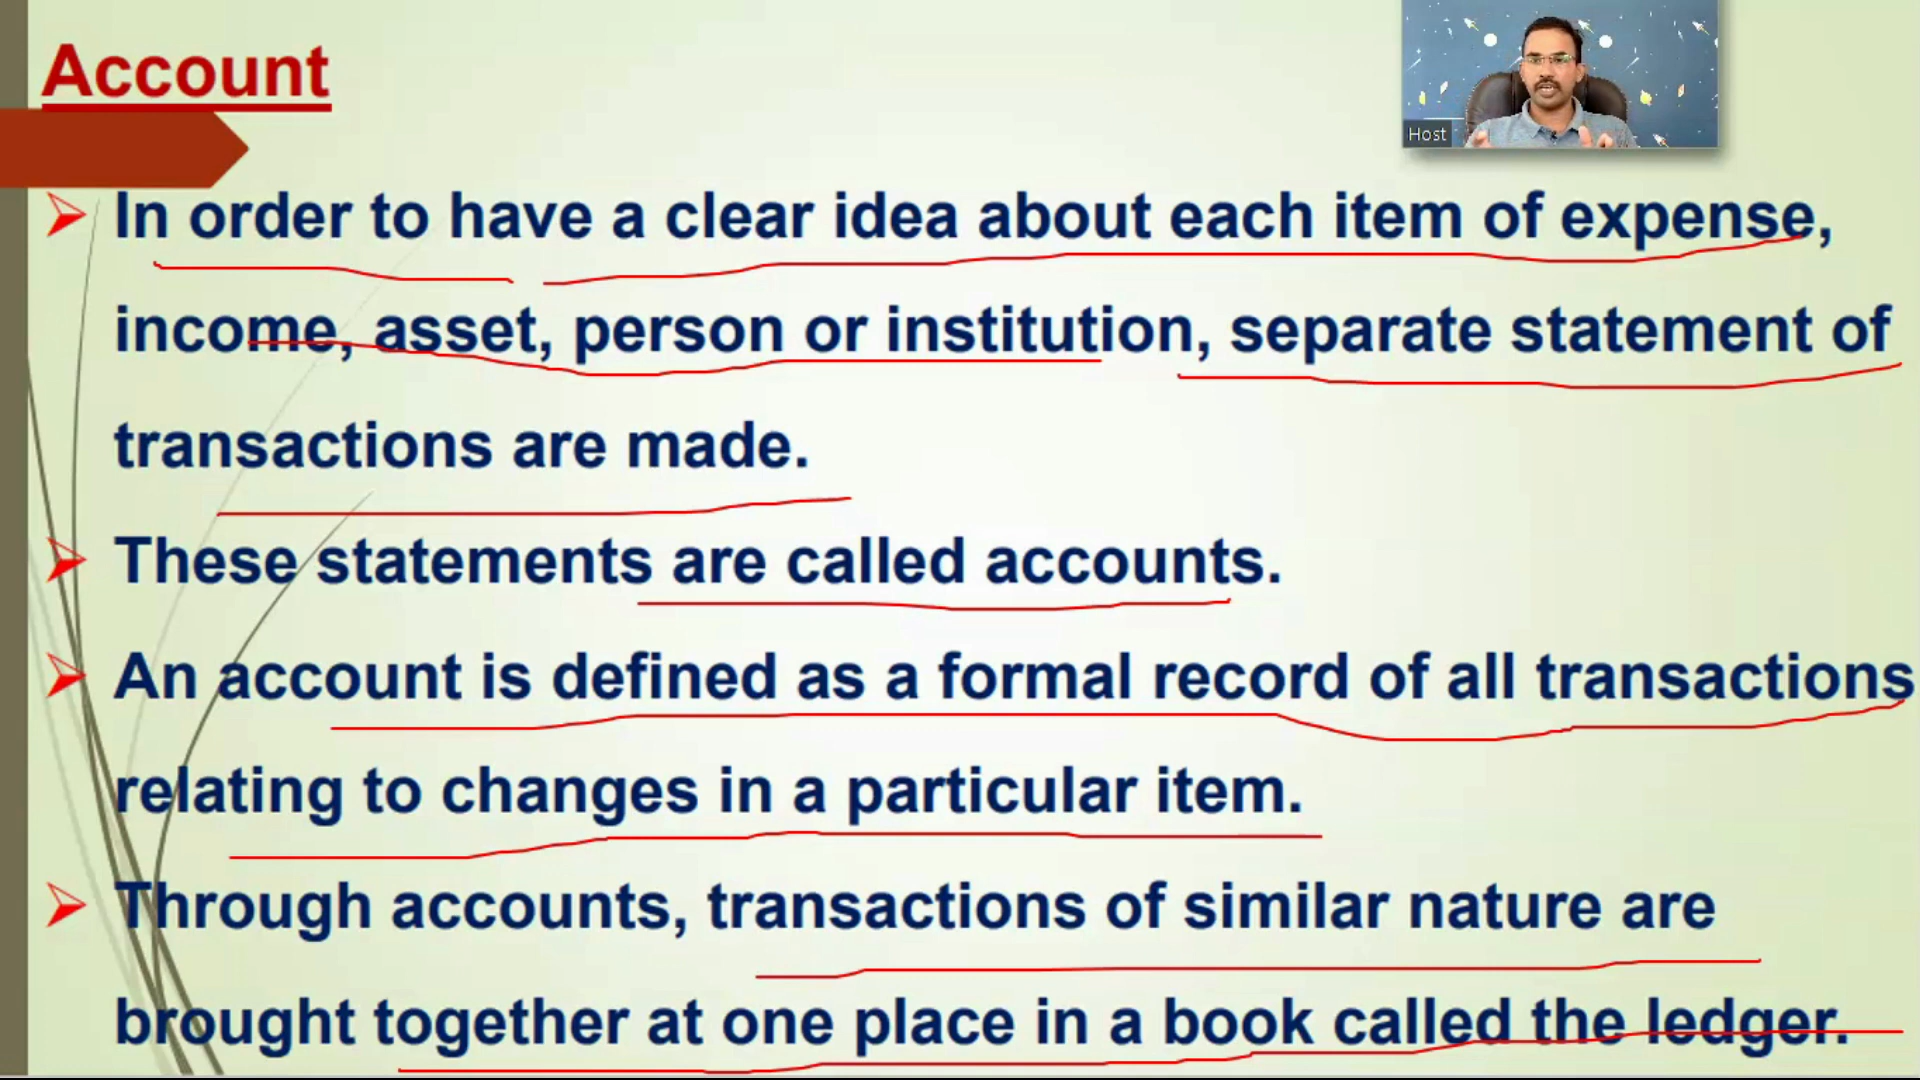 Account
Host
In order to have a clear idea about each item of expense,
income, asset, person or institution, separate statement of
transactions are made.
These statements are called accounts.
An account is defined as a formal record of all transactions
relating to changes in a particular item.
Through accounts, transactions of similar nature are
brought together at one place in a book called the ledger.